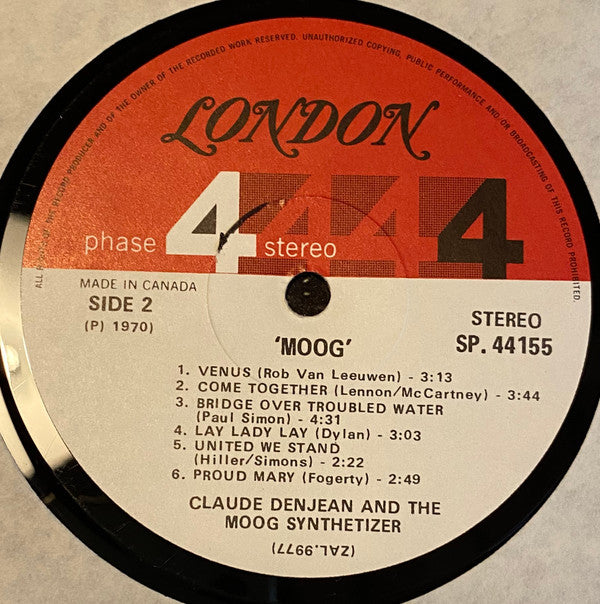 ALL RIGHTS OF THE RECORD PRODUCER AND OF THE OWNER OF THE RECORDED WORK RESERVED. UNAUTHORIZED COPYING, PUBLIC PERFORMANCE AND/OR BROADCASTING OF THIS RECORD PROHIBITED.
LONDON
phase 4 stereo 4
MADE IN CANADA
SIDE 2
(P) 1970)
STEREO
SP. 44155
'MOOG'
1. VENUS (Rob Van Leeuwen) - 3:13
2. COME TOGETHER (Lennon/McCartney) - 3:44
3. BRIDGE OVER TROUBLED WATER
(Paul Simon) - 4:31
4. LAY LADY LAY (Dylan) - 3:03
5. UNITED WE STAND
(Hiller/Simons) - 2:22
6. PROUD MARY (Fogerty) - 2:49
CLAUDE DENJEAN AND THE
MOOG SYNTHETIZER
(ZAL.9977)